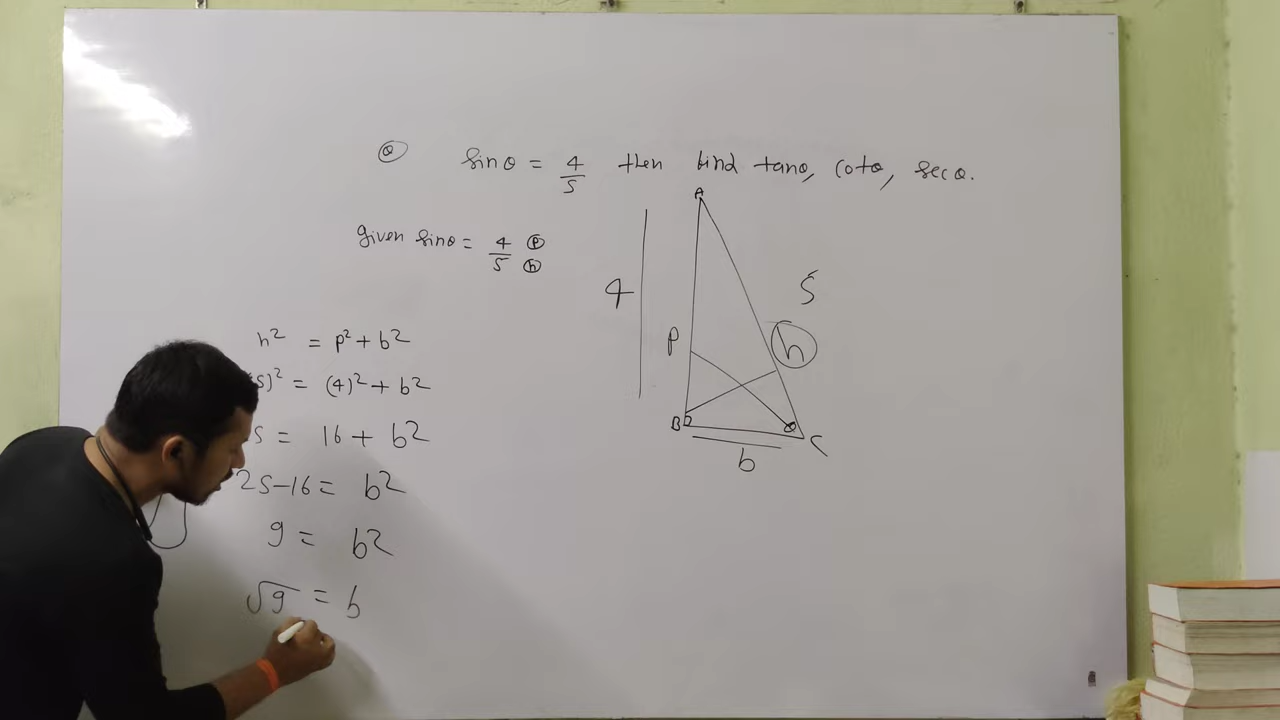 Q sinθ = 4/5 then find tanθ, cotθ, secθ.
given sinθ = 4/5 P/h
h² = p² + b²
5)² = (4)² + b²
5 = 16 + b²
25-16 = b²
9 = b²
√9 = b
A
4
5
P
h
B
C
b